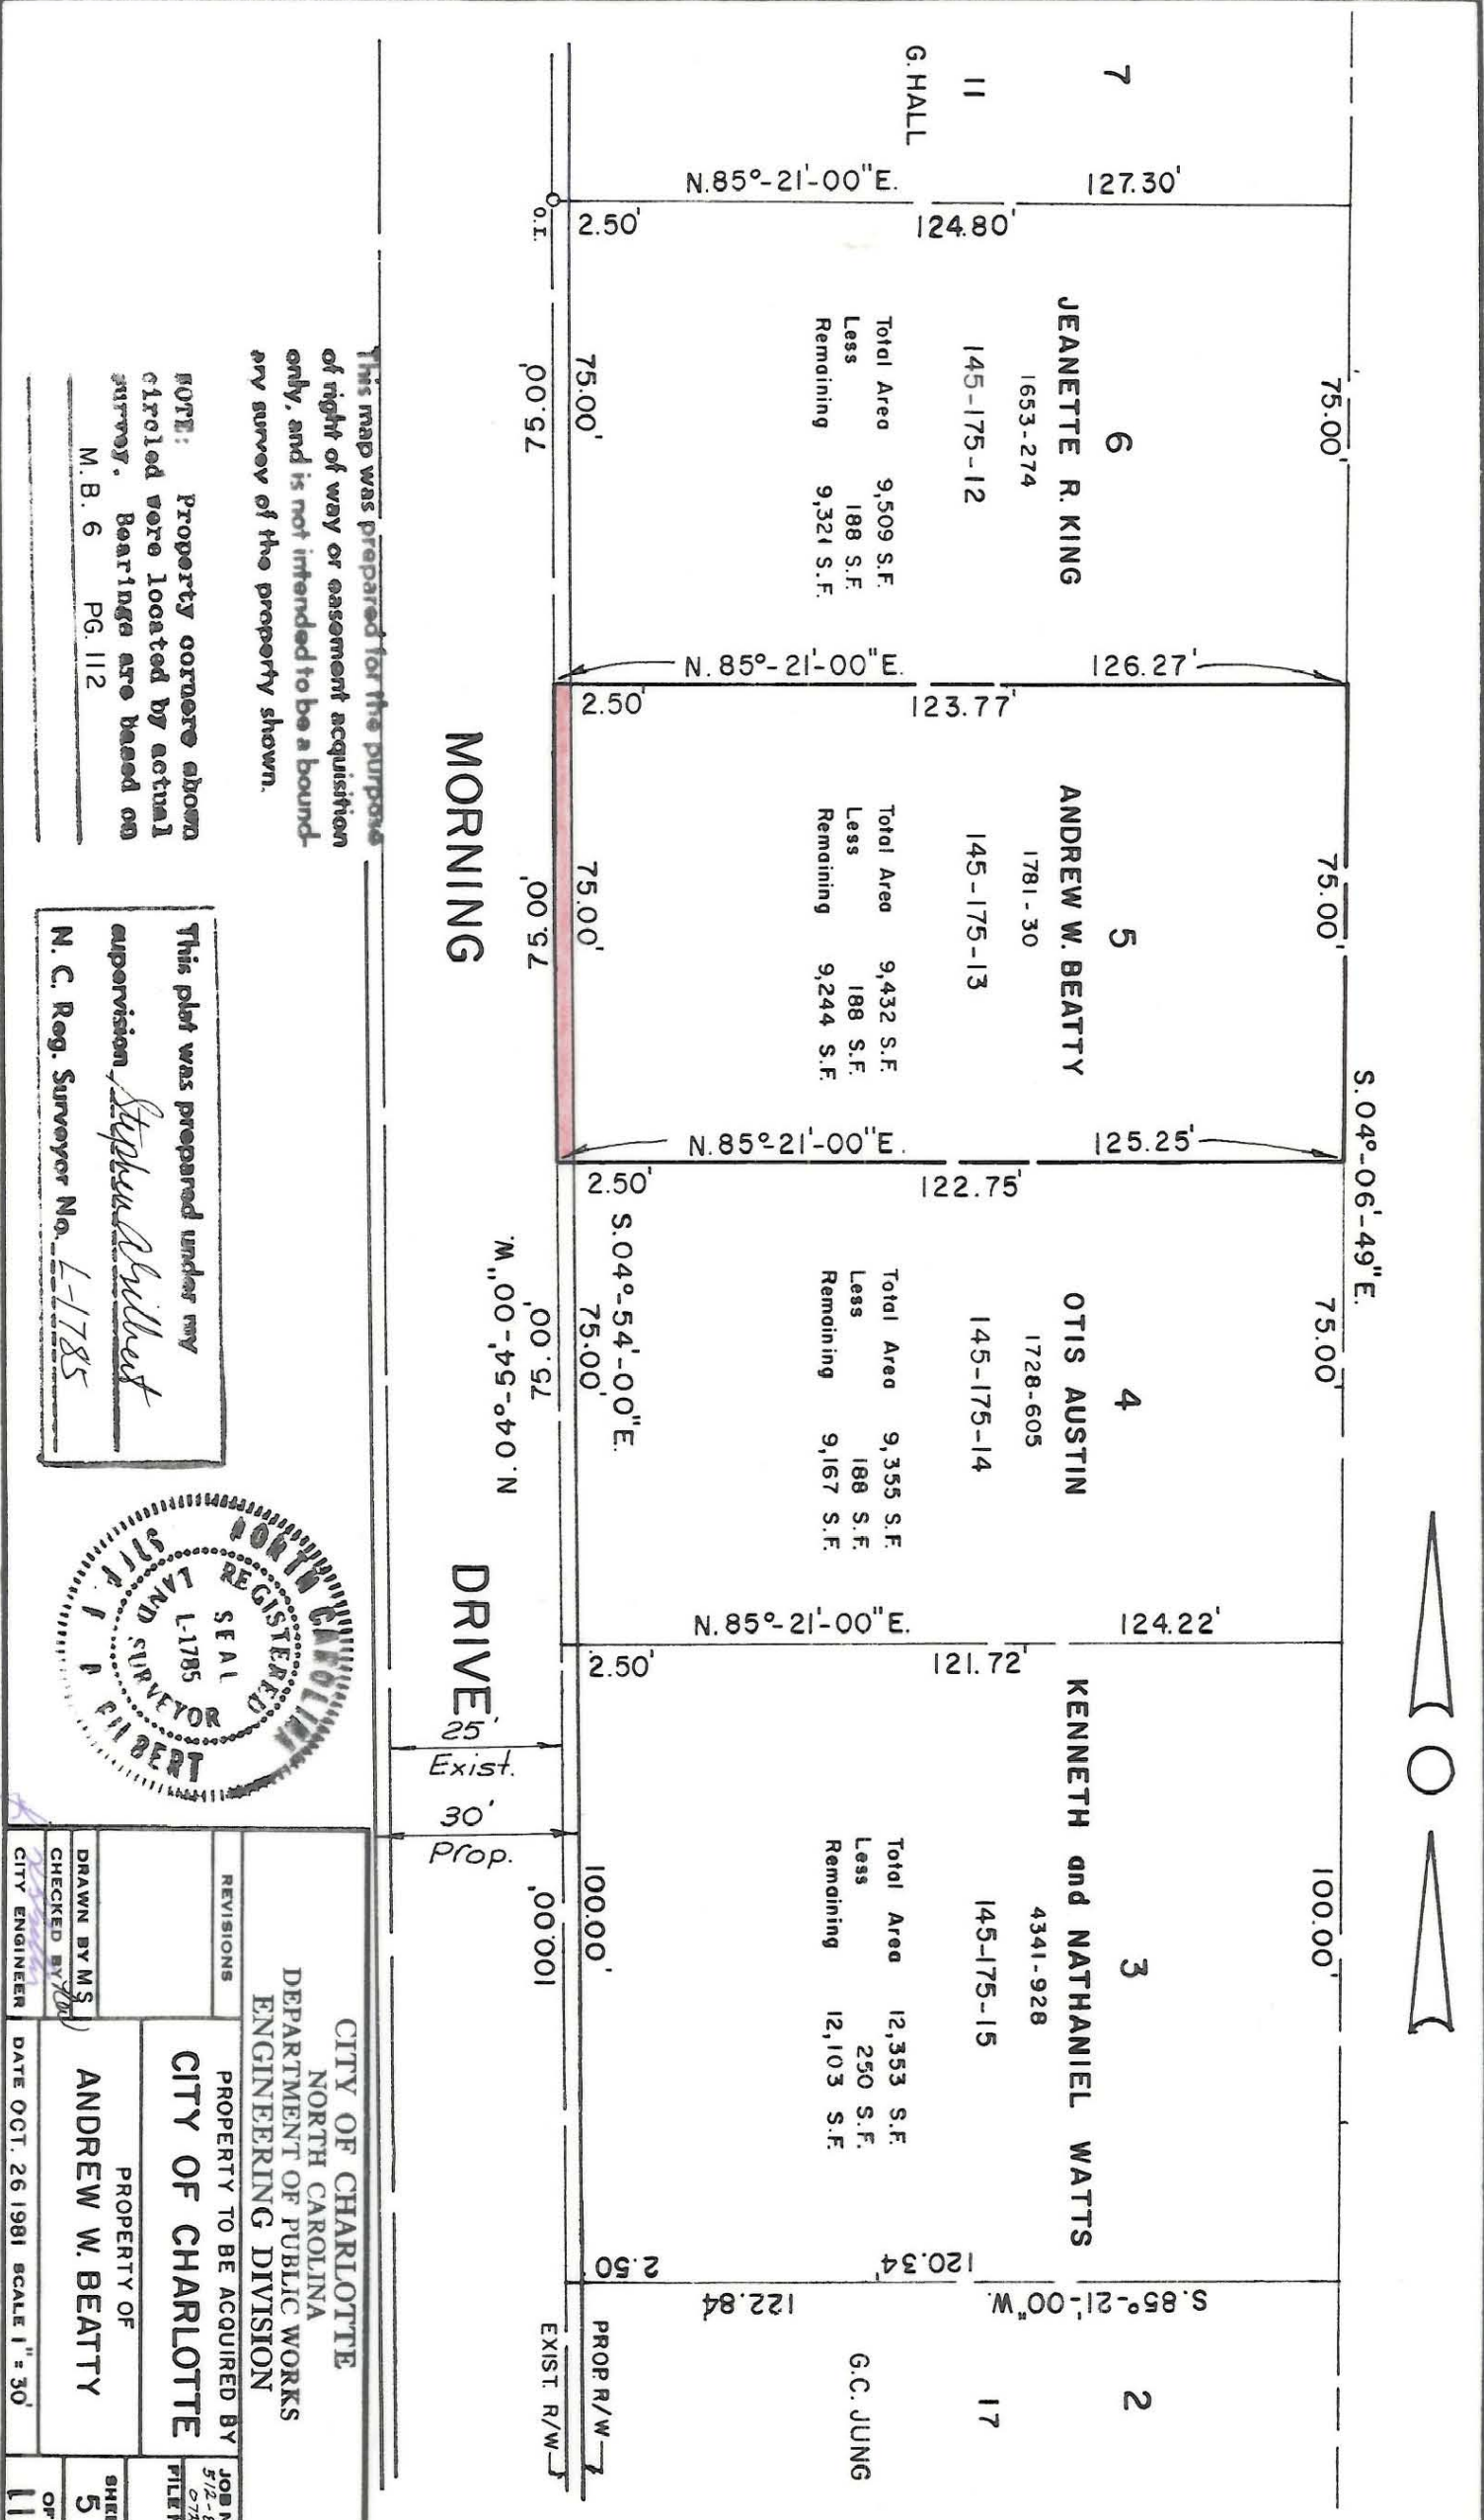 7
11
G. HALL
N.85°-21'-00"E.
127.30'
2.50'
124.80'
O.I.
75.00'
6
JEANETTE R. KING
1653-274
145-175-12
Total Area 9,509 S.F.
Less 188 S.F.
Remaining 9,321 S.F.
75.00'
75.00'
N. 85°-21'-00"E.
126.27'
2.50'
123.77'
75.00'
5
ANDREW W. BEATTY
1781-30
145-175-13
Total Area 9,432 S.F.
Less 188 S.F.
Remaining 9,244 S.F.
75.00'
75.00'
N.85°-21'-00"E.
125.25'
2.50'
122.75'
S.04°-06'-49"E.
75.00'
4
OTIS AUSTIN
1728-605
145-175-14
Total Area 9,355 S.F.
Less 188 S.F.
Remaining 9,167 S.F.
S.04°-54'-00"E.
75.00'
75.00'
N.04°-54'-00"W.
N.85°-21'-00"E.
124.22'
2.50'
121.72'
100.00'
3
KENNETH and NATHANIEL WATTS
4341-928
145-175-15
Total Area 12,353 S.F.
Less 250 S.F.
Remaining 12,103 S.F.
100.00'
100.00'
2.50
120.34'
122.84
S.85°-21'-00"W.
2
17
G.C. JUNG
PROP. R/W
EXIST. R/W
MORNING DRIVE
25'
Exist.
30'
Prop.
This map was prepared for the purpose
of right of way or easement acquisition
only, and is not intended to be a bound-
ary survey of the property shown.
NOTE: Property corners shown
circled were located by actual
survey. Bearings are based on
M.B. 6 PG. 112
This plat was prepared under my
supervision, Stephen Gilbert
N. C. Reg. Surveyor No. L-1785
NORTH CAROLINA
REGISTERED
SEAL
L-1785
LAND SURVEYOR
GILBERT
CITY OF CHARLOTTE
NORTH CAROLINA
DEPARTMENT OF PUBLIC WORKS
ENGINEERING DIVISION
REVISIONS
PROPERTY TO BE ACQUIRED BY
CITY OF CHARLOTTE
PROPERTY OF
ANDREW W. BEATTY
DRAWN BY MS
CHECKED BY
CITY ENGINEER
DATE OCT. 26 1981 SCALE 1" = 30'
JOB N
512-
FILE
SHE
5
OF
11